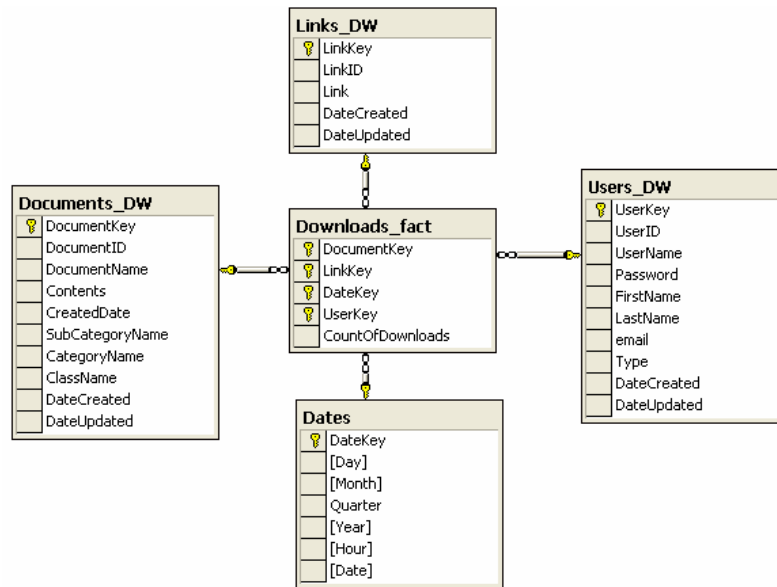 Links_DW
LinkKey
LinkID
Link
DateCreated
DateUpdated
Documents_DW
DocumentKey
DocumentID
DocumentName
Contents
CreatedDate
SubCategoryName
CategoryName
ClassName
DateCreated
DateUpdated
Downloads_fact
DocumentKey
LinkKey
DateKey
UserKey
CountOfDownloads
Users_DW
UserKey
UserID
UserName
Password
FirstName
LastName
email
Type
DateCreated
DateUpdated
Dates
DateKey
[Day]
[Month]
Quarter
[Year]
[Hour]
[Date]